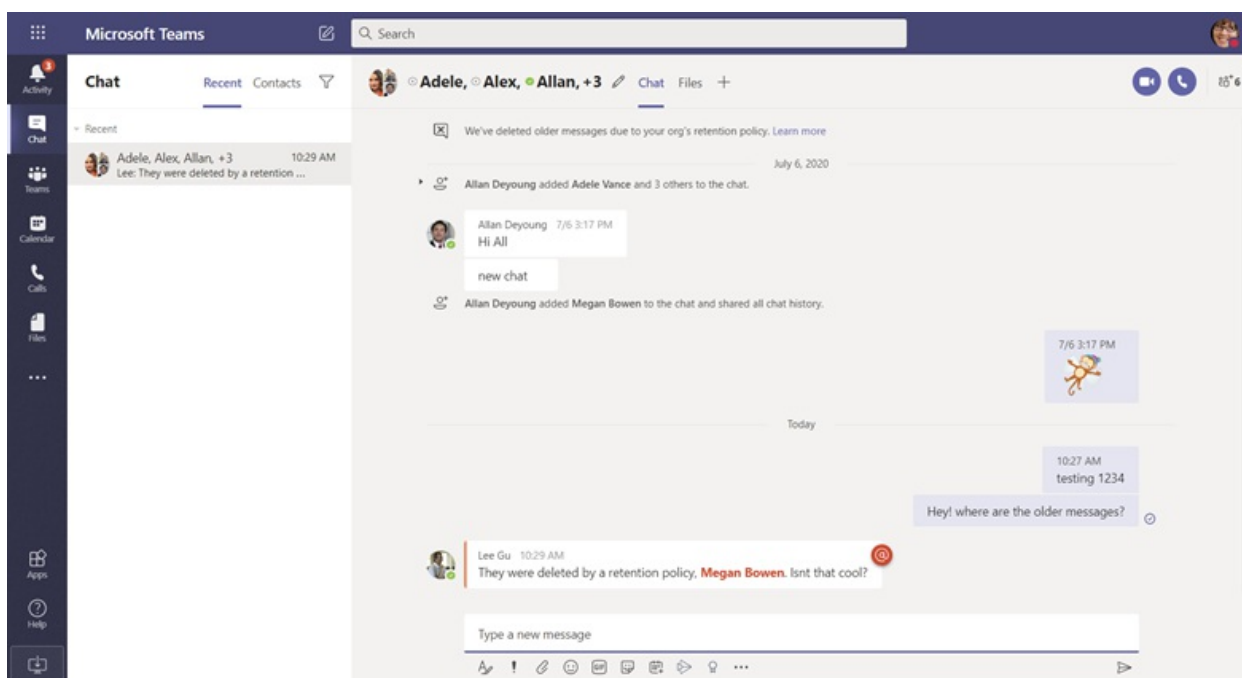 Microsoft Teams
Search
3
Activity
Chat
Teams
Calendar
Calls
Files
Apps
Help
Chat
Recent Contacts
Recent
Adele, Alex, Allan, +3 10:29 AM
Lee: They were deleted by a retention ...
Adele, Alex, Allan, +3 Chat Files
6
We've deleted older messages due to your org's retention policy. Learn more
July 6, 2020
Allan Deyoung added Adele Vance and 3 others to the chat.
Allan Deyoung 7/6 3:17 PM
Hi All
new chat
Allan Deyoung added Megan Bowen to the chat and shared all chat history.
7/6 3:17 PM
Today
10:27 AM
testing 1234
Hey! where are the older messages?
Lee Gu 10:29 AM
@
They were deleted by a retention policy, Megan Bowen. Isnt that cool?
Type a new message
GIF